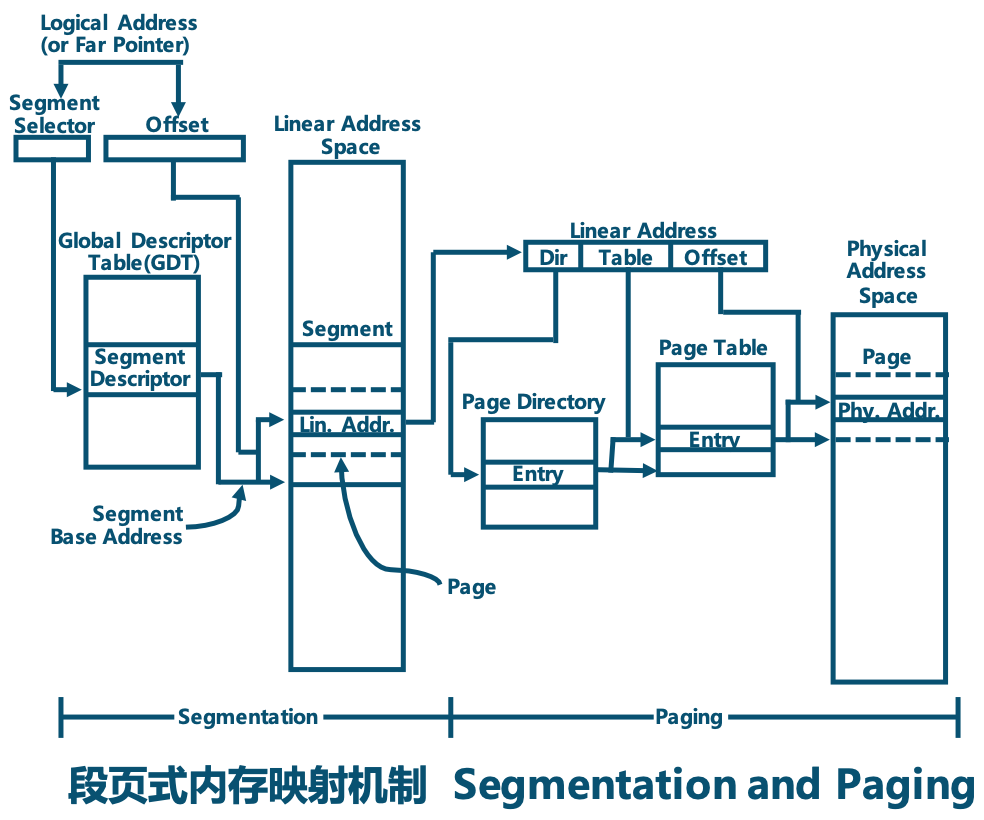 Logical Address
(or Far Pointer)
Segment
Selector
Offset
Linear Address
Space
Global Descriptor
Table(GDT)
Segment
Descriptor
Segment
Lin. Addr.
Segment
Base Address
Page
Linear Address
Dir
Table
Offset
Page Directory
Entry
Page Table
Entry
Physical
Address
Space
Page
Phy. Addr.
Segmentation
Paging
段页式内存映射机制 Segmentation and Paging